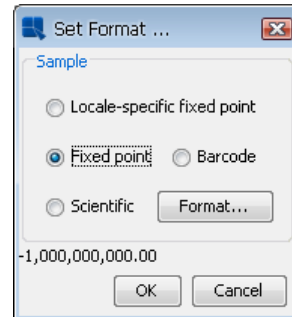 Set Format ...
Sample
Locale-specific fixed point
Fixed point Barcode
Scientific Format...
-1,000,000,000.00
OK Cancel